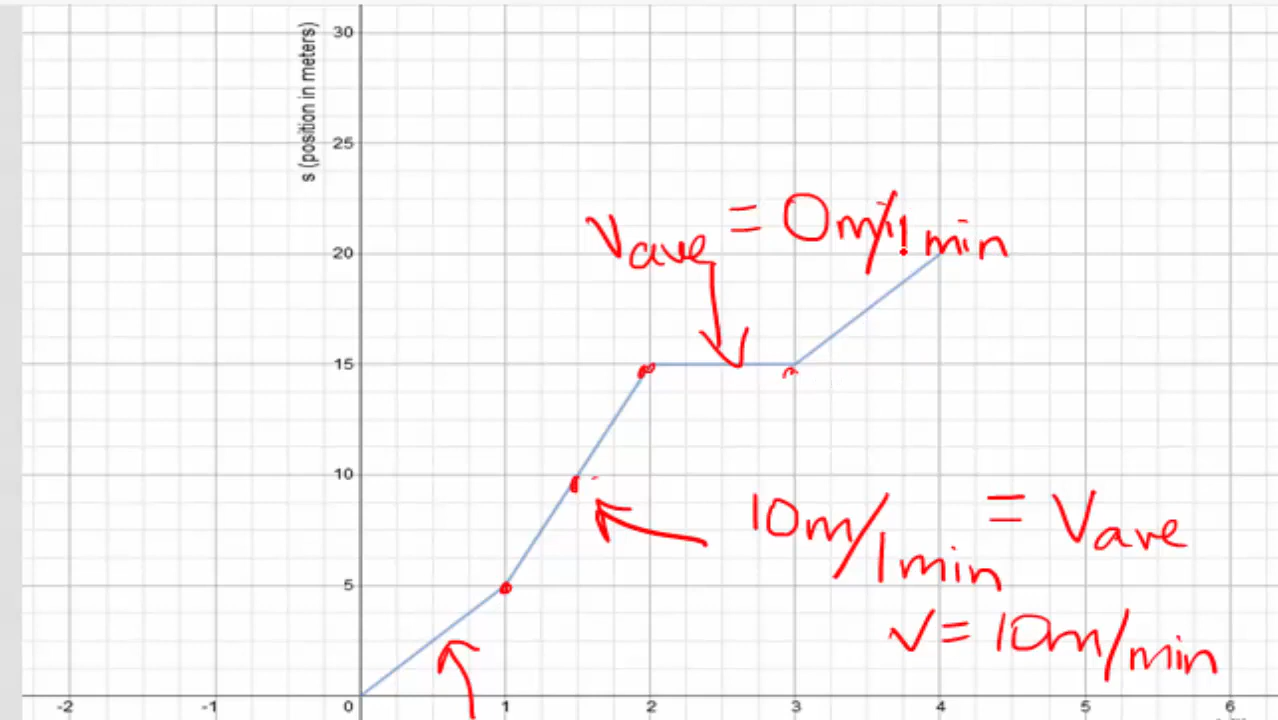 s (position in meters)
30
25
20
15
10
5
Vave = 0m/1min
10m/1min = Vave
v = 10m/min
-2 -1 0 1 2 3 4 5 6